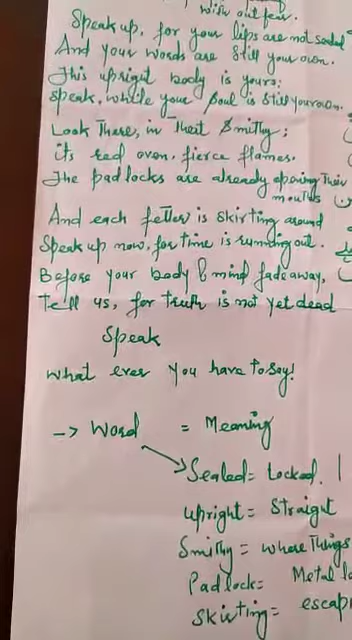 with out fear.
Speak up, for your lips are not sealed
And your words are still your own.
This upright body is yours:
Speak, while your soul is still your own.
Look there, in Theit Smithy;
its red oven, fierce flames.
The padlocks are already opening their
mouths
And each fetter is skirting around
Speak up now, for time is running out.
Before your body & mind fade away,
Tell us, for truth is not yet dead
Speak
what ever you have to say!
-> Word = Meaning
Sealed = Locked.
upright = Straight
Smithy = where Things
Padlock = Metal
Skirting =